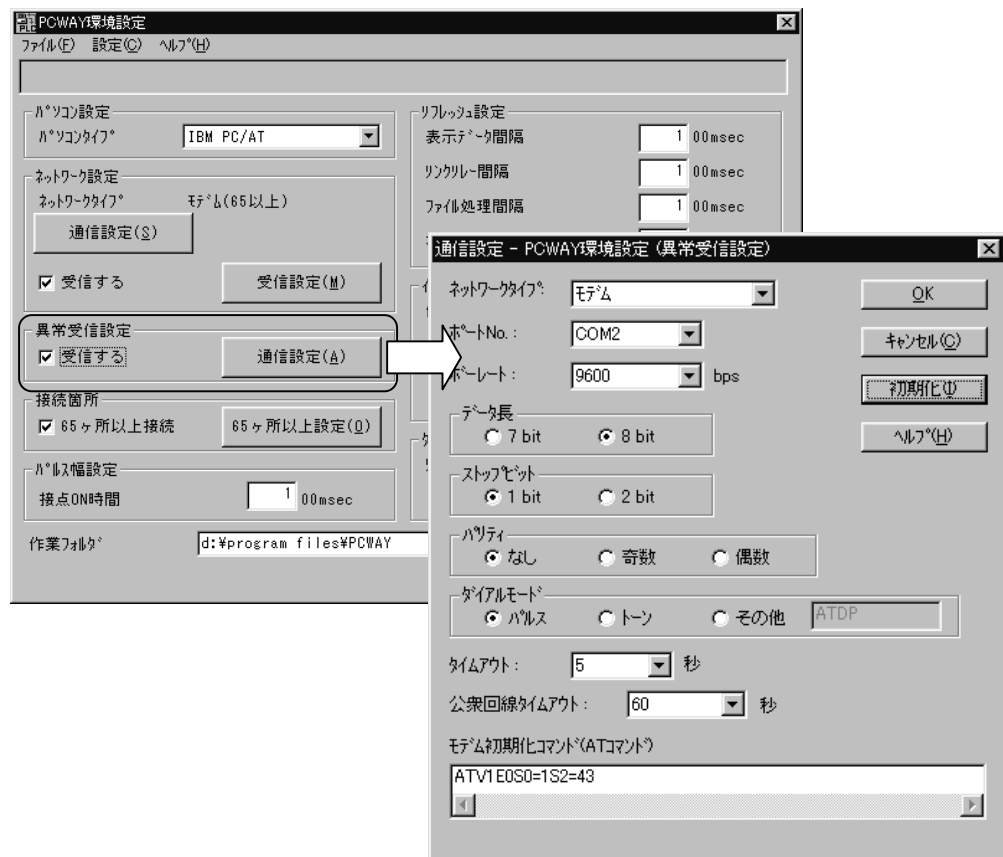 PCWAY環境設定
ﾌｧｲﾙ(F) 設定(C) ﾍﾙﾌﾟ(H)
ﾊﾟｿｺﾝ設定
ﾊﾟｿｺﾝﾀｲﾌﾟ IBM PC/AT
ﾈｯﾄﾜｰｸ設定
ﾈｯﾄﾜｰｸﾀｲﾌﾟ ﾓﾃﾞﾑ(65以上)
通信設定(S)
受信する 受信設定(M)
異常受信設定
受信する 通信設定(A)
接続箇所
65ヶ所以上接続 65ヶ所以上設定(O)
ﾊﾟﾙｽ幅設定
接点ON時間 1 00msec
作業ﾌｫﾙﾀﾞ d:¥program files¥PCWAY
ﾘﾌﾚｯｼｭ設定
表示ﾃﾞｰﾀ間隔 1 00msec
ﾘﾝｸﾘﾚｰ間隔 1 00msec
ﾌｧｲﾙ処理間隔 1 00msec
通信設定 - PCWAY環境設定 (異常受信設定)
ﾈｯﾄﾜｰｸﾀｲﾌﾟ: ﾓﾃﾞﾑ OK
ﾎﾟｰﾄNo.: COM2 ｷｬﾝｾﾙ(C)
ﾎﾞｰﾚｰﾄ: 9600 bps 初期化(I)
ﾃﾞｰﾀ長
7 bit 8 bit ﾍﾙﾌﾟ(H)
ｽﾄｯﾌﾟﾋﾞｯﾄ
1 bit 2 bit
ﾊﾟﾘﾃｨ
なし 奇数 偶数
ﾀﾞｲｱﾙﾓｰﾄﾞ
ﾊﾟﾙｽ ﾄｰﾝ その他 ATDP
ﾀｲﾑｱｳﾄ: 5 秒
公衆回線ﾀｲﾑｱｳﾄ: 60 秒
ﾓﾃﾞﾑ初期化ｺﾏﾝﾄﾞ(ATｺﾏﾝﾄﾞ)
ATV1E0S0=1S2=43